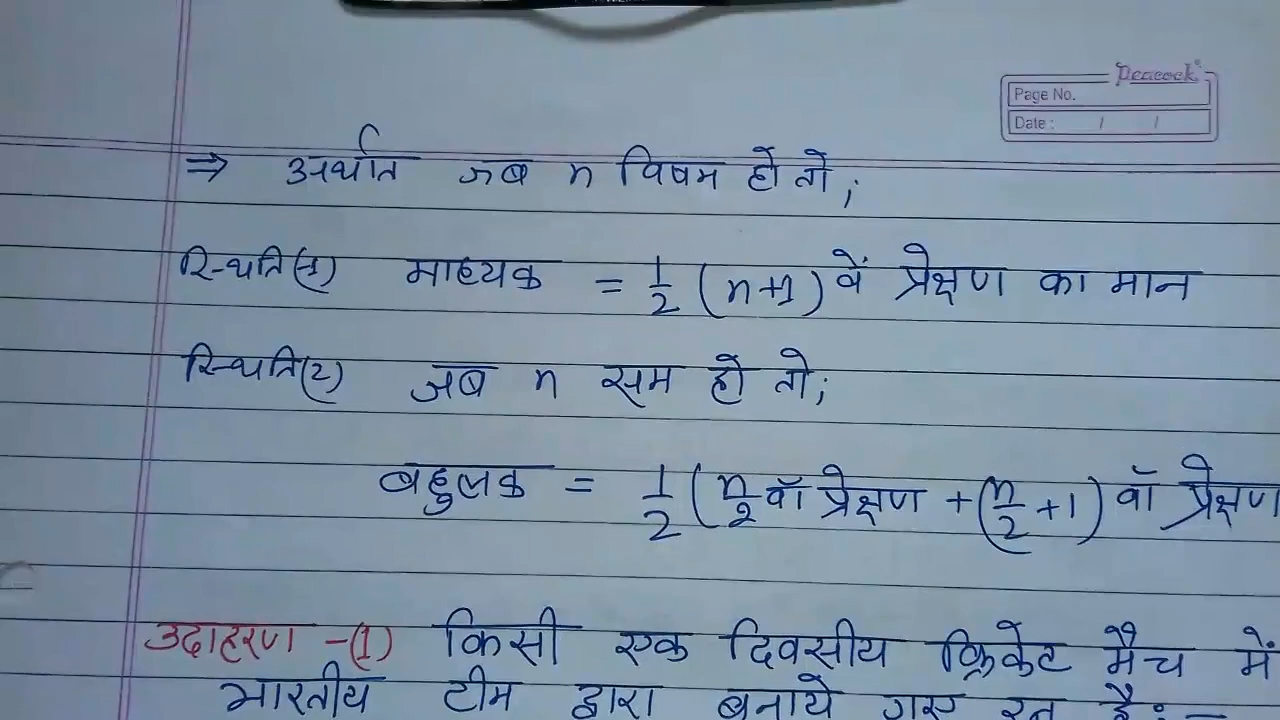 Peacock
Page No.
Date : / /
⇒ अर्थात जब n विषम हो तो;
स्थिति(1) माध्यक = 1/2 (n+1) वें प्रेक्षण का मान
स्थिति(2) जब n सम हो तो;
बहुलक = 1/2 (n/2 वाँ प्रेक्षण + (n/2 +1) वाँ प्रेक्षण
उदाहरण -(1) किसी एक दिवसीय क्रिकेट मैच में
भारतीय टीम द्वारा बनाये गए रन है:-